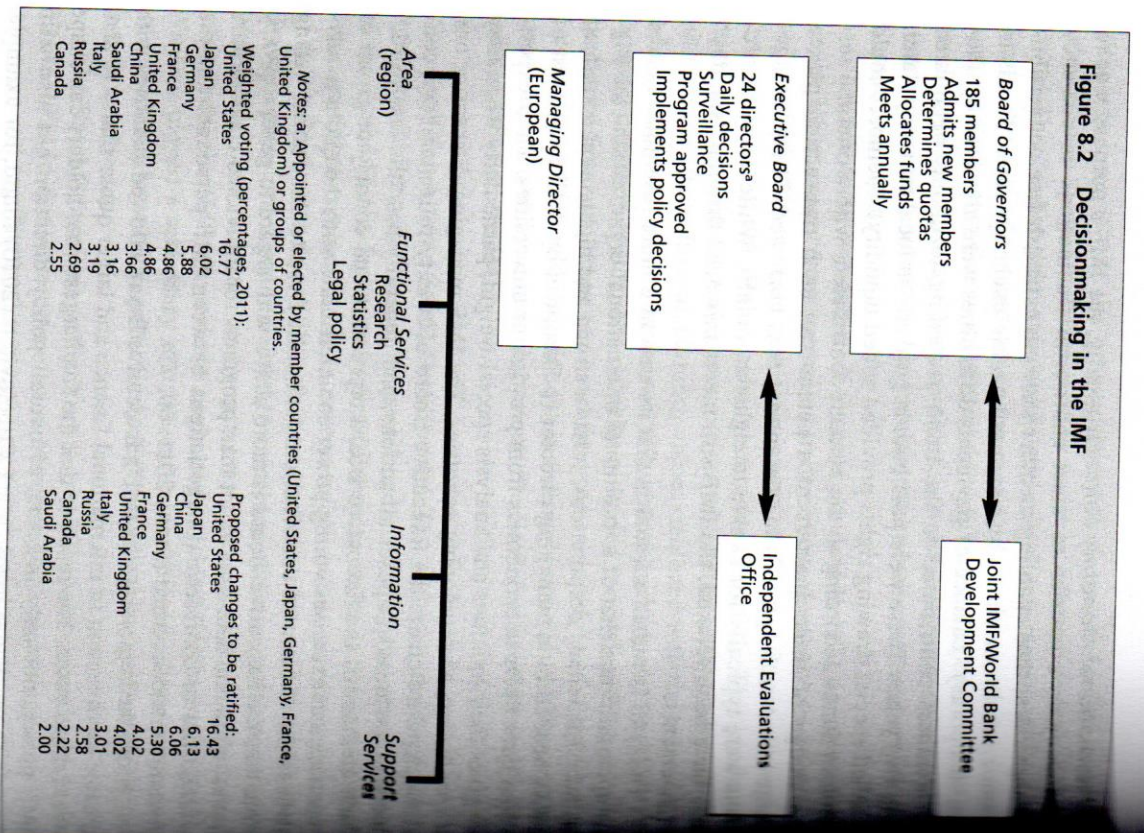 Figure 8.2 Decisionmaking in the IMF
Board of Governors
185 members
Admits new members
Determines quotas
Allocates funds
Meets annually
Joint IMF/World Bank
Development Committee
Executive Board
24 directorsᵃ
Daily decisions
Surveillance
Program approved
Implements policy decisions
Independent Evaluations
Office
Managing Director
(European)
Area
(region)
Functional Services
Research
Statistics
Legal policy
Information
Support
Services
Notes: a. Appointed or elected by member countries (United States, Japan, Germany, France,
United Kingdom) or groups of countries.
Weighted voting (percentages, 2011):
United States 16.77
Japan 6.02
Germany 5.88
France 4.86
United Kingdom 4.86
China 3.66
Saudi Arabia 3.16
Italy 3.19
Russia 2.69
Canada 2.55
Proposed changes to be ratified:
United States 16.43
Japan 6.13
China 6.06
Germany 5.30
France 4.02
United Kingdom 4.02
Italy 3.01
Russia 2.58
Canada 2.22
Saudi Arabia 2.00